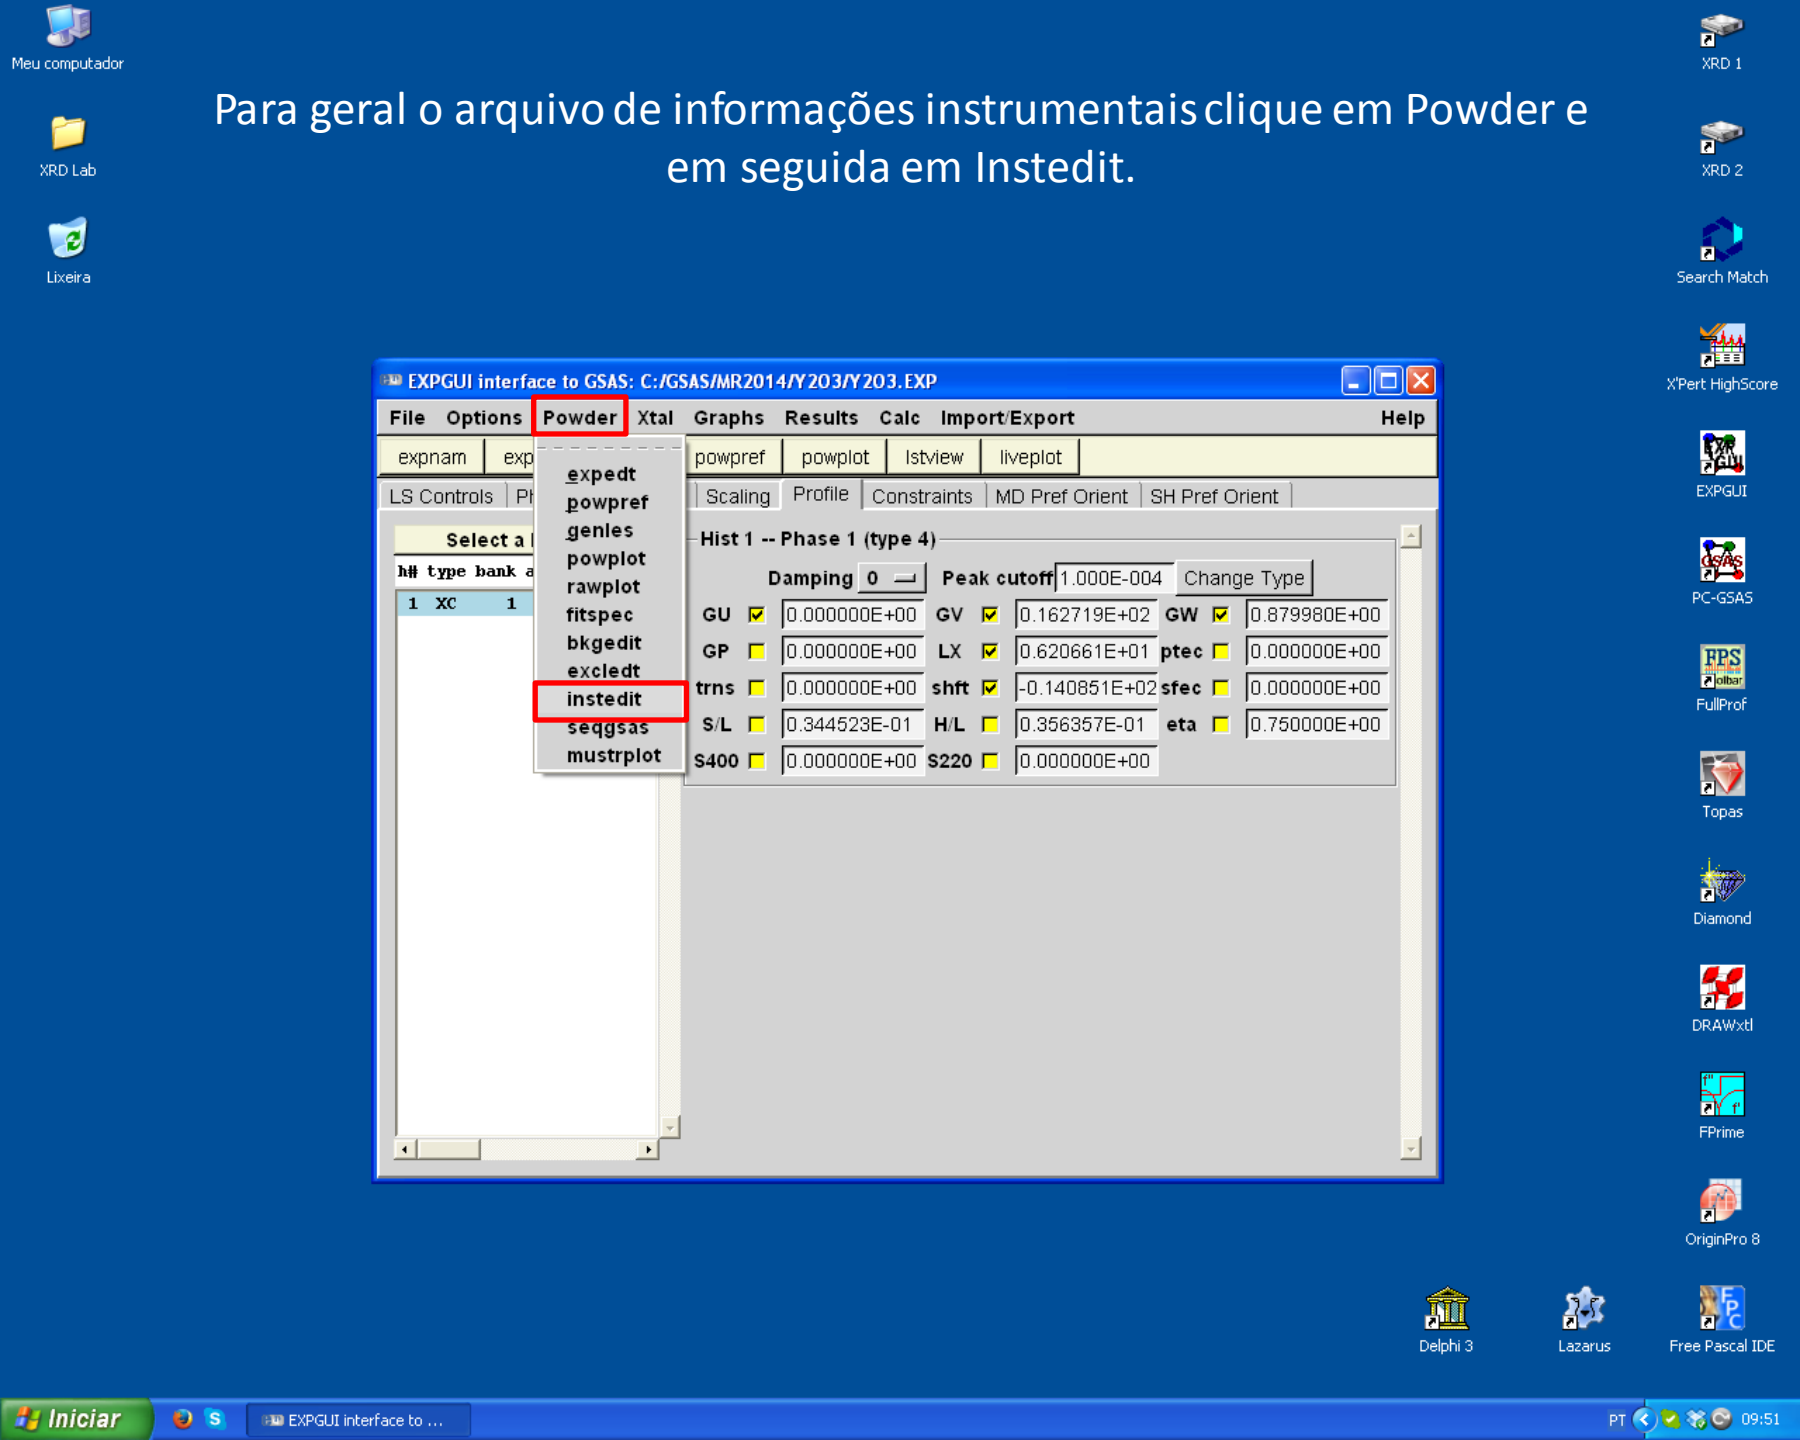 Meu computador
XRD Lab
Lixeira
Para geral o arquivo de informações instrumentais clique em Powder e
em seguida em Instedit.
EXPGUI interface to GSAS: C:/GSAS/MR2014/Y2O3/Y2O3.EXP
File Options Powder Xtal Graphs Results Calc Import/Export Help
expnam exp powpref powplot lstview liveplot
LS Controls Ph Scaling Profile Constraints MD Pref Orient SH Pref Orient
expedt
powpref
genles
powplot
rawplot
fitspec
bkgedit
excledt
instedit
seqgsas
mustrplot
Select a
h# type bank a
1 XC 1
Hist 1 -- Phase 1 (type 4)
Damping 0 Peak cutoff 1.000E-004 Change Type
GU 0.000000E+00 GV 0.162719E+02 GW 0.879980E+00
GP 0.000000E+00 LX 0.620661E+01 ptec 0.000000E+00
trns 0.000000E+00 shft -0.140851E+02 sfec 0.000000E+00
S/L 0.344523E-01 H/L 0.356357E-01 eta 0.750000E+00
S400 0.000000E+00 S220 0.000000E+00
XRD 1
XRD 2
Search Match
X'Pert HighScore
EXPGUI
PC-GSAS
FullProf
Topas
Diamond
DRAWxtl
FPrime
OriginPro 8
Delphi 3
Lazarus
Free Pascal IDE
Iniciar
EXPGUI interface to ...
PT
09:51